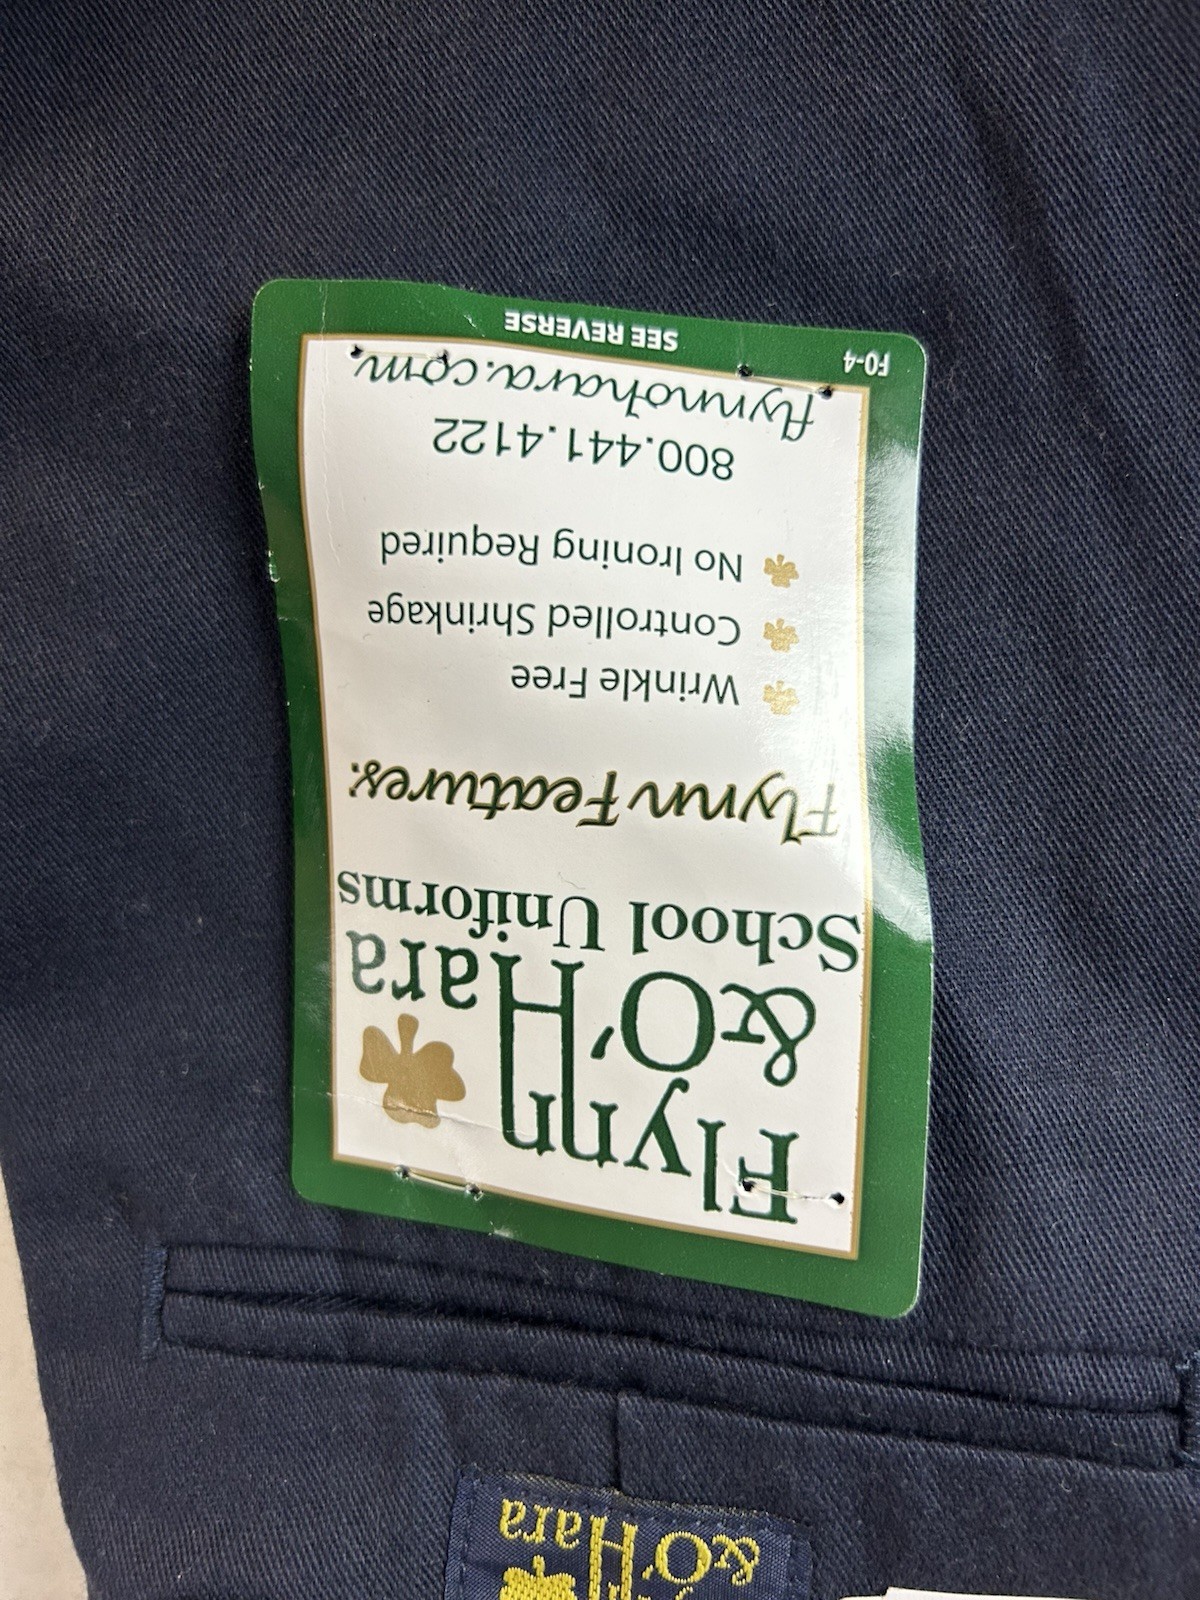 Flynn
&O'Hara
School Uniforms
Flynn Features:
Wrinkle Free
Controlled Shrinkage
No Ironing Required
800.441.4122
flynnohara.com
F0-4
SEE REVERSE
&O'Hara